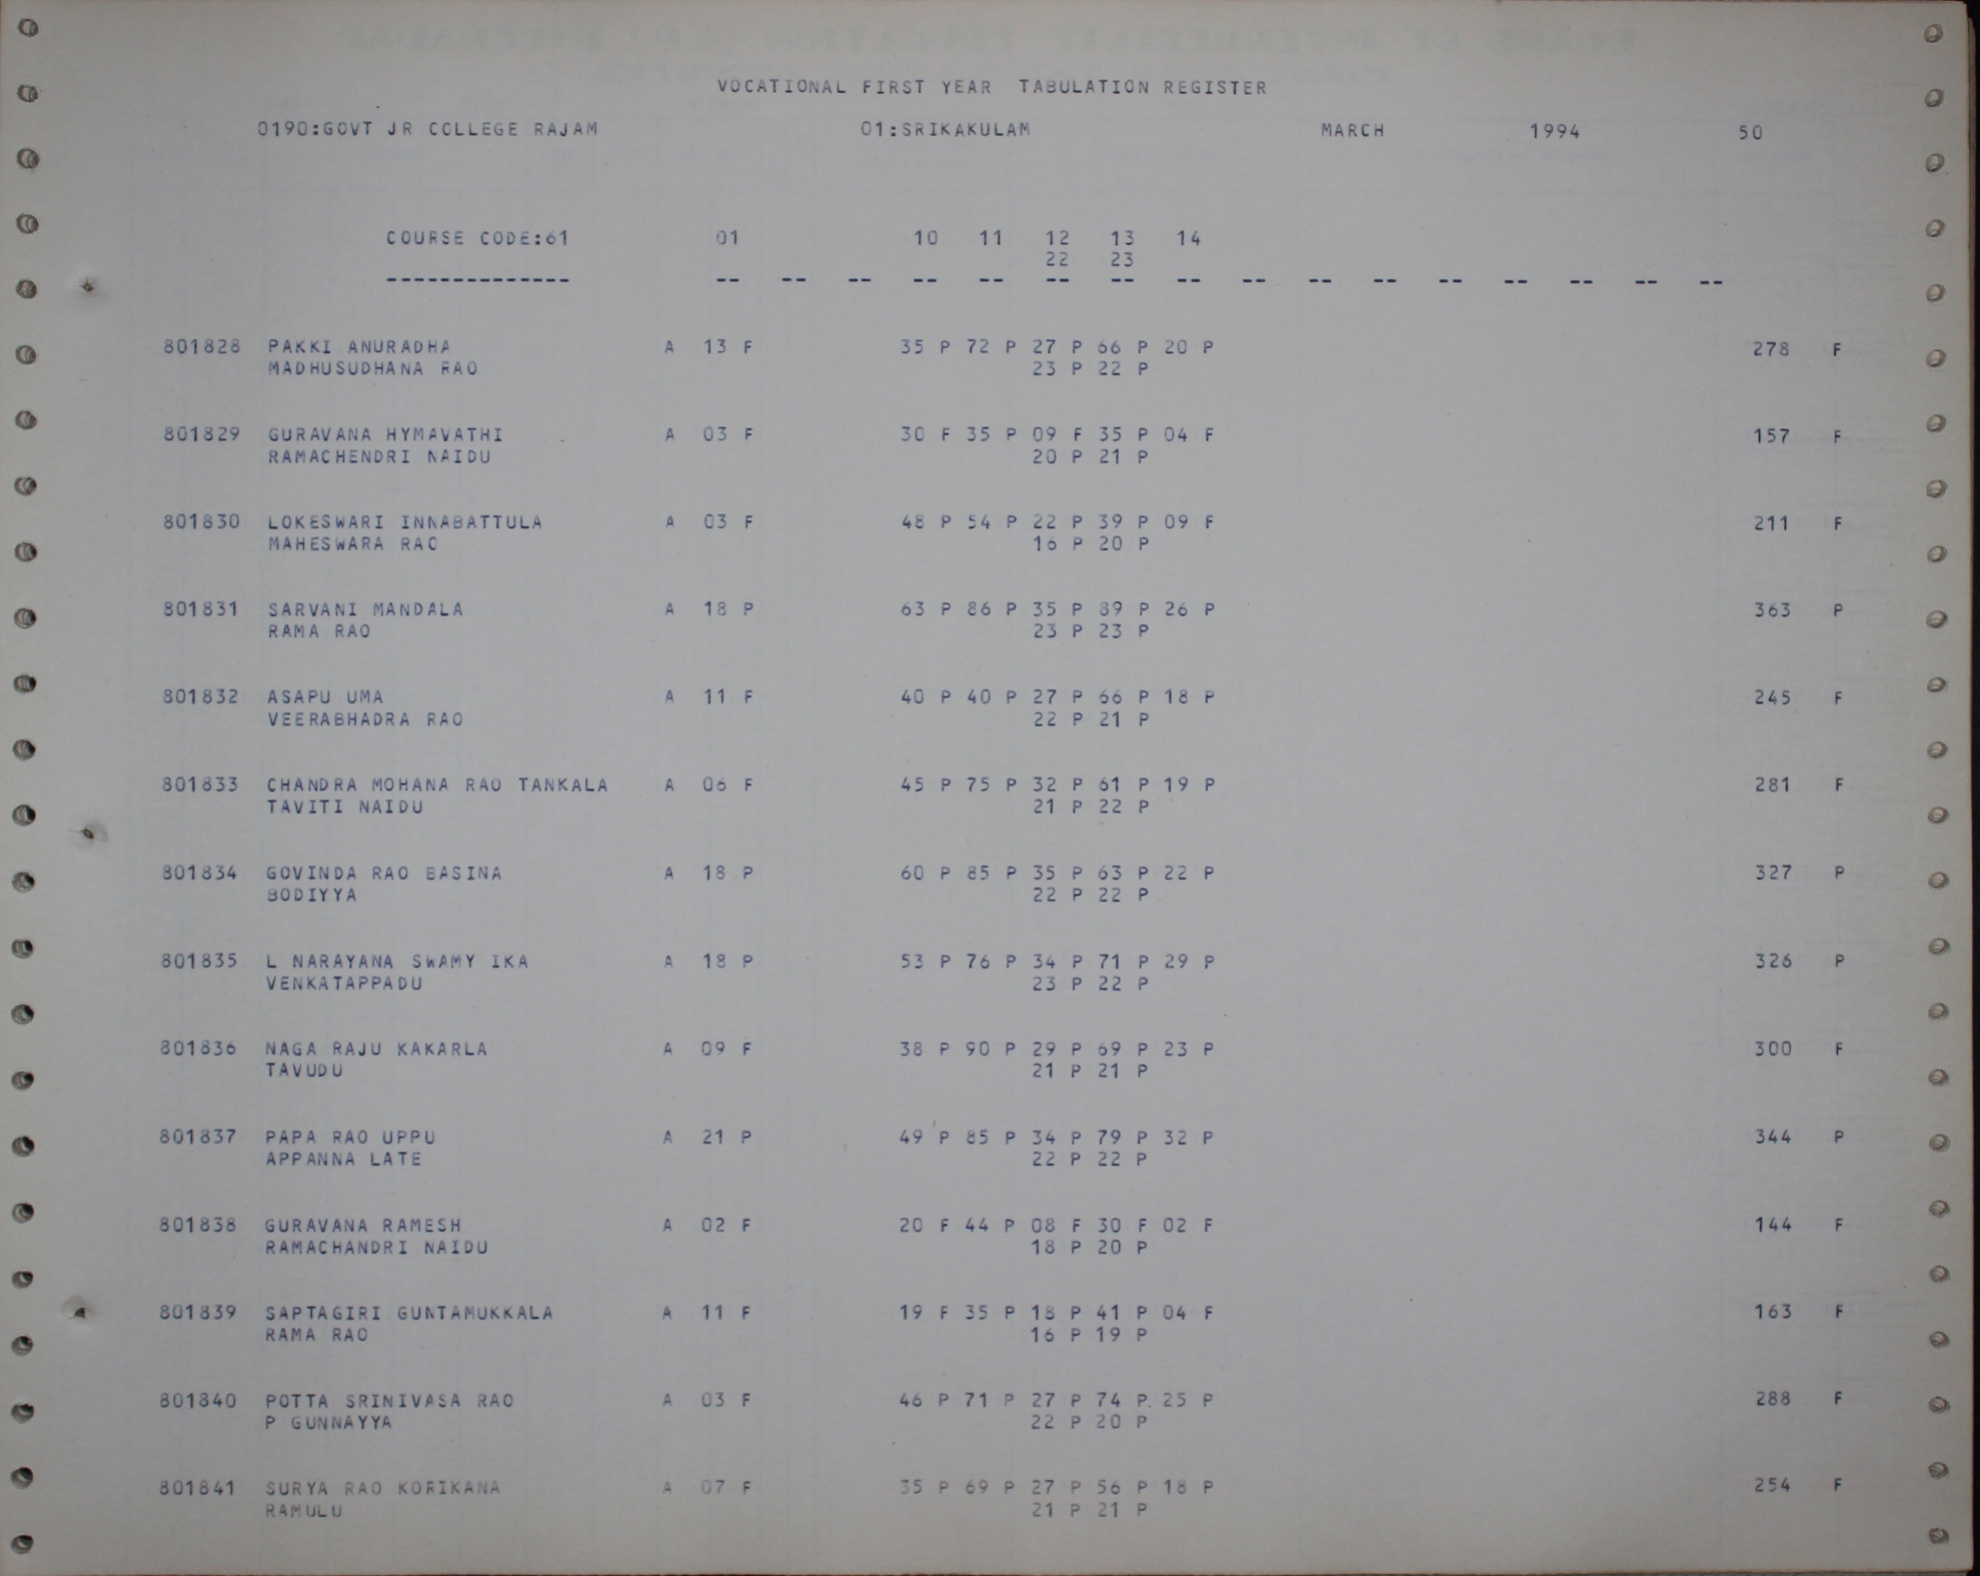 VOCATIONAL FIRST YEAR TABULATION REGISTER
0190:GOVT JR COLLEGE RAJAM 01:SRIKAKULAM MARCH 1994 50
COURSE CODE:61 01 10 11 12 13 14
22 23
-------------- -- -- -- -- -- -- -- -- -- -- -- -- -- -- -- --
801828 PAKKI ANURADHA A 13 F 35 P 72 P 27 P 66 P 20 P 278 F
MADHUSUDHANA RAO 23 P 22 P
801829 GURAVANA HYMAVATHI A 03 F 30 F 35 P 09 F 35 P 04 F 157 F
RAMACHENDRI NAIDU 20 P 21 P
801830 LOKESWARI INNABATTULA A 03 F 48 P 54 P 22 P 39 P 09 F 211 F
MAHESWARA RAO 16 P 20 P
801831 SARVANI MANDALA A 18 P 63 P 86 P 35 P 89 P 26 P 363 P
RAMA RAO 23 P 23 P
801832 ASAPU UMA A 11 F 40 P 40 P 27 P 66 P 18 P 245 F
VEERABHADRA RAO 22 P 21 P
801833 CHANDRA MOHANA RAO TANKALA A 06 F 45 P 75 P 32 P 61 P 19 P 281 F
TAVITI NAIDU 21 P 22 P
801834 GOVINDA RAO BASINA A 18 P 60 P 85 P 35 P 63 P 22 P 327 P
BODIYYA 22 P 22 P
801835 L NARAYANA SWAMY IKA A 18 P 53 P 76 P 34 P 71 P 29 P 326 P
VENKATAPPADU 23 P 22 P
801836 NAGA RAJU KAKARLA A 09 F 38 P 90 P 29 P 69 P 23 P 300 F
TAVUDU 21 P 21 P
801837 PAPA RAO UPPU A 21 P 49 P 85 P 34 P 79 P 32 P 344 P
APPANNA LATE 22 P 22 P
801838 GURAVANA RAMESH A 02 F 20 F 44 P 08 F 30 F 02 F 144 F
RAMACHANDRI NAIDU 18 P 20 P
801839 SAPTAGIRI GUNTAMUKKALA A 11 F 19 F 35 P 18 P 41 P 04 F 163 F
RAMA RAO 16 P 19 P
801840 POTTA SRINIVASA RAO A 03 F 46 P 71 P 27 P 74 P 25 P 288 F
P GUNNAYYA 22 P 20 P
801841 SURYA RAO KORIKANA A 07 F 35 P 69 P 27 P 56 P 18 P 254 F
RAMULU 21 P 21 P